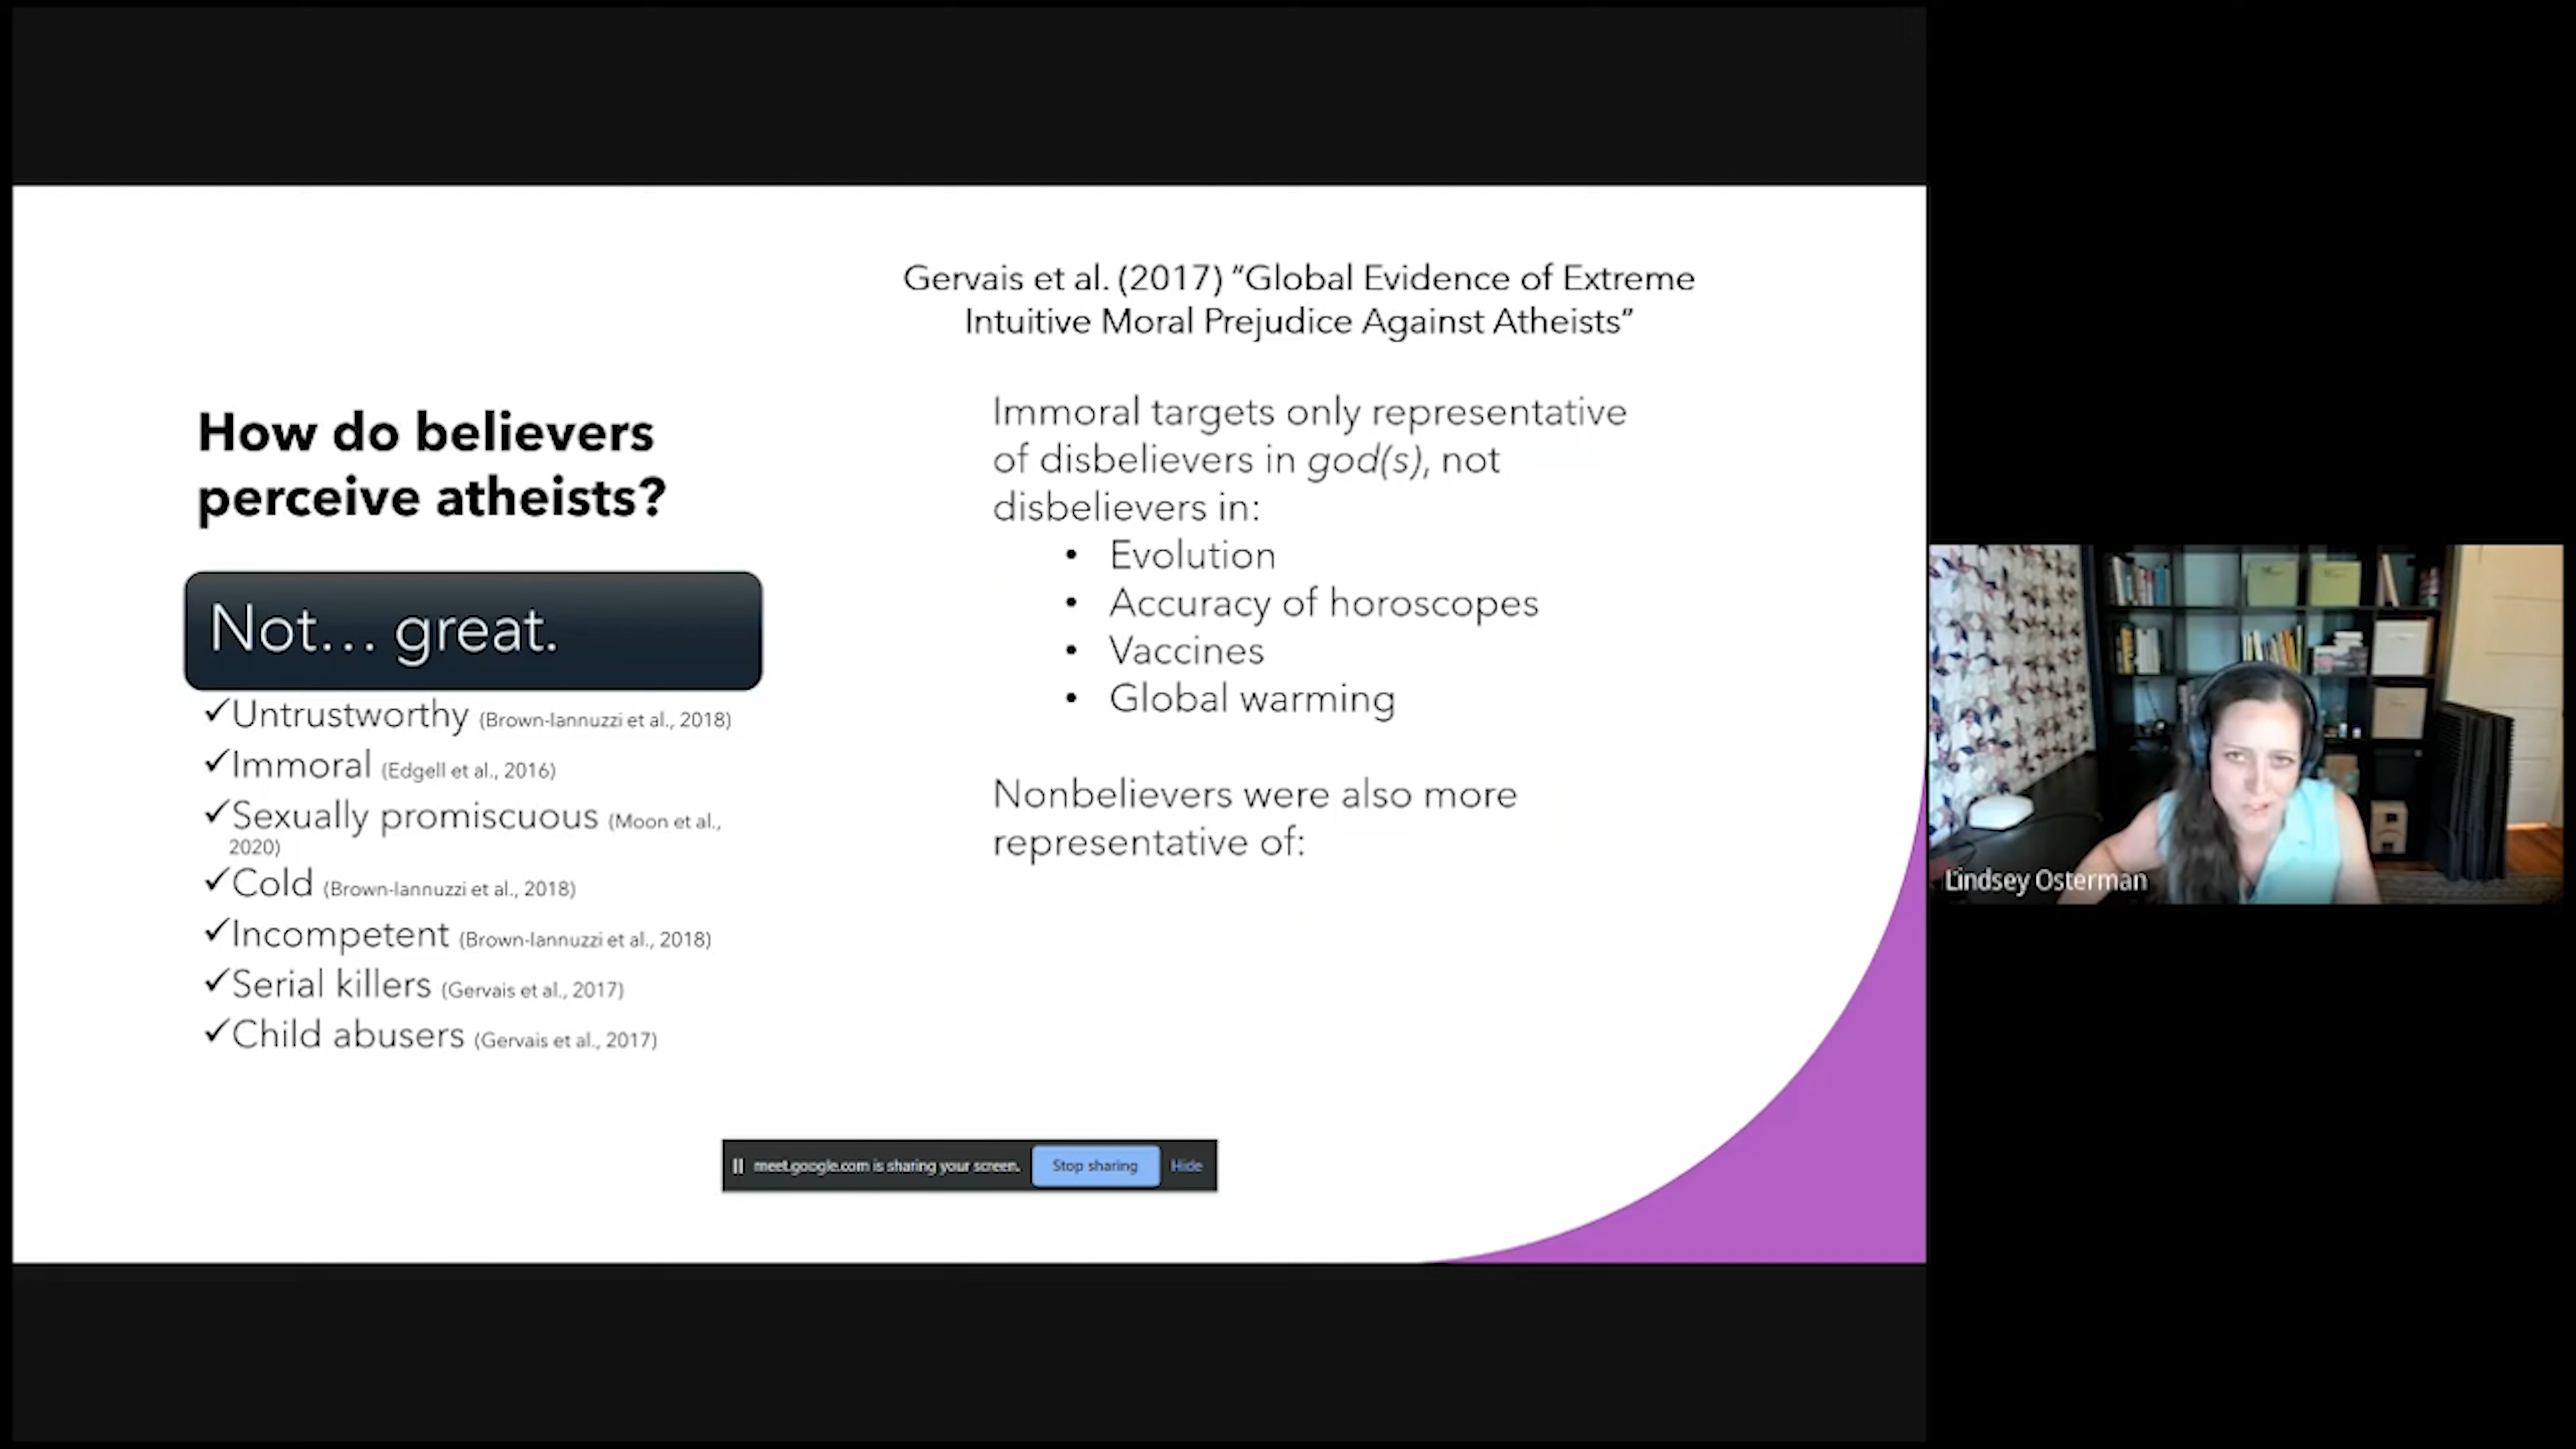 How do believers
perceive atheists?
Not... great.
✓Untrustworthy (Brown-Iannuzzi et al., 2018)
✓Immoral (Edgell et al., 2016)
✓Sexually promiscuous (Moon et al.,
2020)
✓Cold (Brown-Iannuzzi et al., 2018)
✓Incompetent (Brown-Iannuzzi et al., 2018)
✓Serial killers (Gervais et al., 2017)
✓Child abusers (Gervais et al., 2017)
Gervais et al. (2017) “Global Evidence of Extreme
Intuitive Moral Prejudice Against Atheists”
Immoral targets only representative
of disbelievers in god(s), not
disbelievers in:
• Evolution
• Accuracy of horoscopes
• Vaccines
• Global warming
Nonbelievers were also more
representative of:
meet.google.com is sharing your screen. Stop sharing Hide
Lindsey Osterman